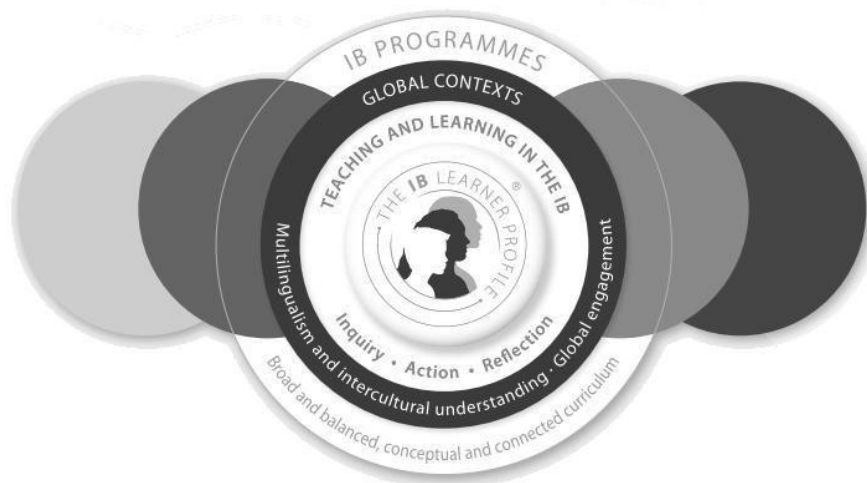 IB PROGRAMMES
GLOBAL CONTEXTS
TEACHING AND LEARNING IN THE IB
THE IB LEARNER PROFILE
®
Inquiry • Action • Reflection
Multilingualism and intercultural understanding · Global engagement
Broad and balanced, conceptual and connected curriculum